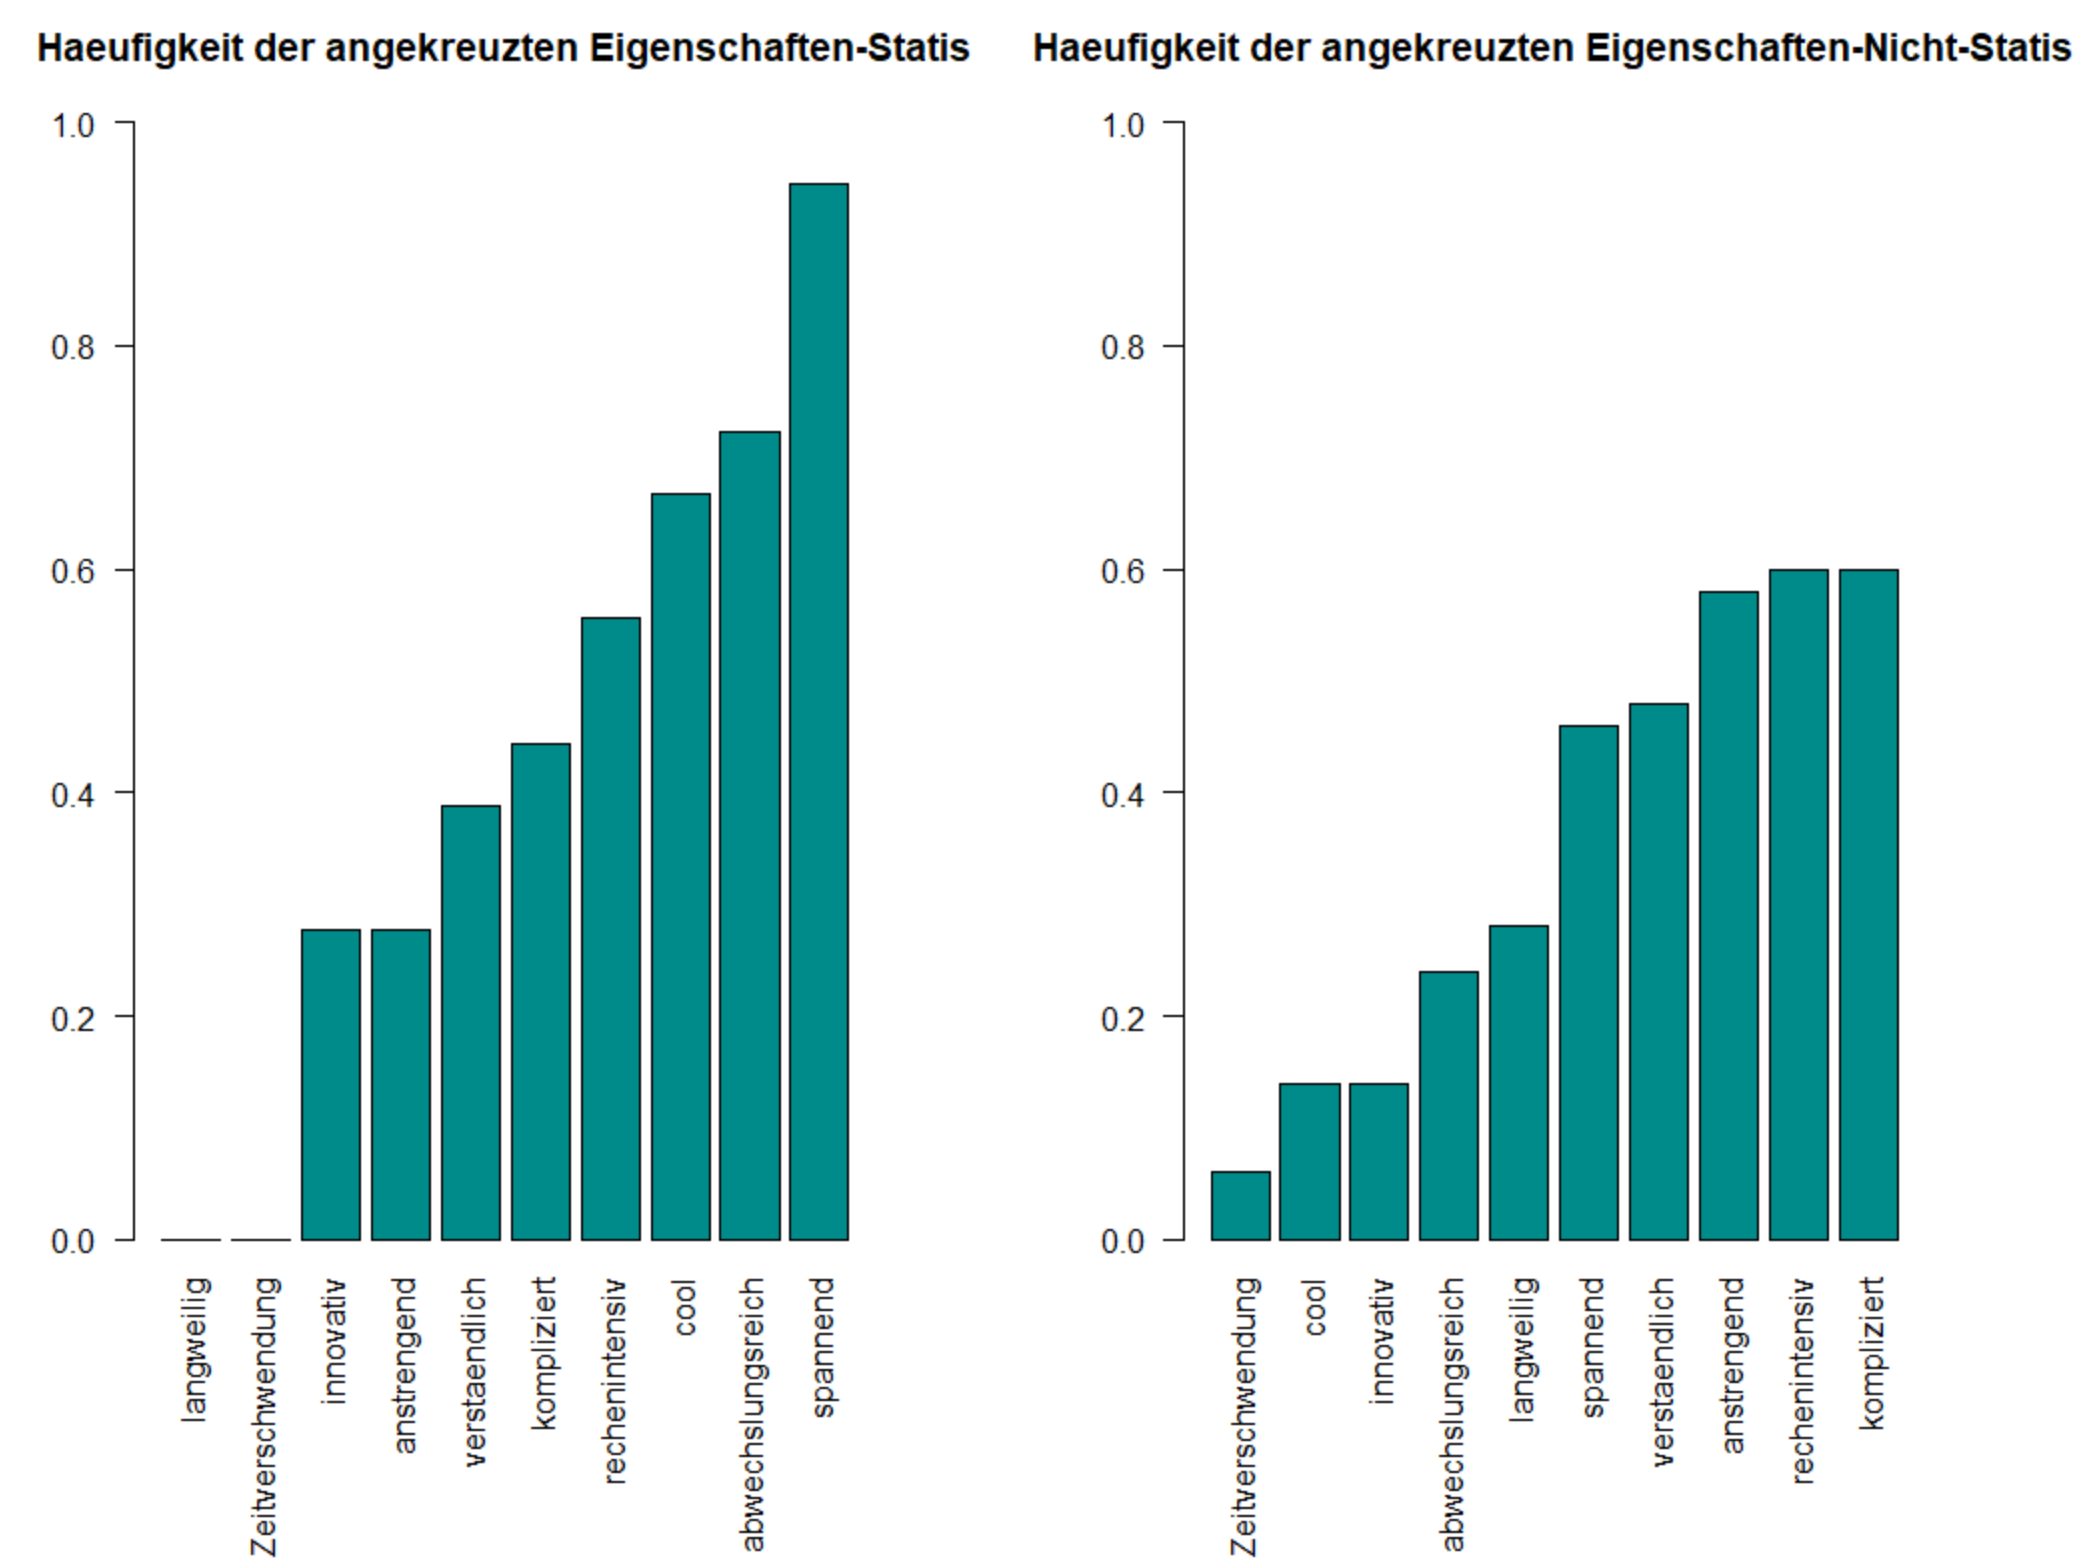 Haeufigkeit der angekreuzten Eigenschaften-Statis
1.0
0.8
0.6
0.4
0.2
0.0
langweilig
Zeitverschwendung
innovativ
anstrengend
verstaendlich
kompliziert
rechenintensiv
cool
abwechslungsreich
spannend
Haeufigkeit der angekreuzten Eigenschaften-Nicht-Statis
1.0
0.8
0.6
0.4
0.2
0.0
Zeitverschwendung
cool
innovativ
abwechslungsreich
langweilig
spannend
verstaendlich
anstrengend
rechenintensiv
kompliziert